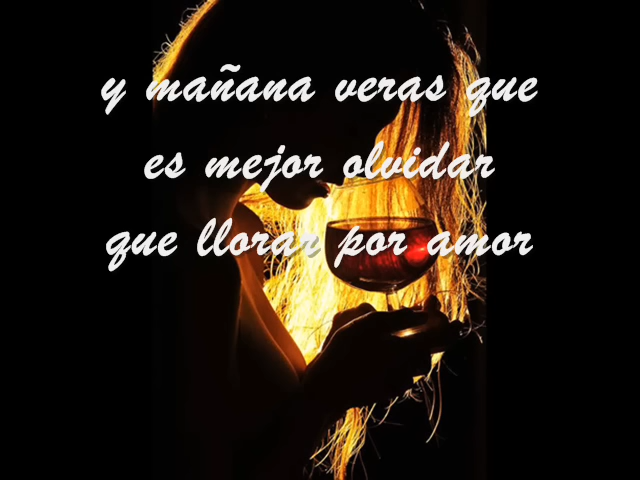 y mañana veras que
es mejor olvidar
que llorar por amor